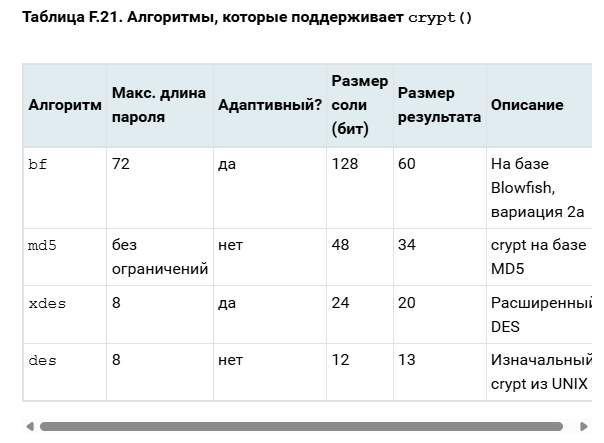 Таблица F.21. Алгоритмы, которые поддерживает crypt()
Алгоритм Макс. длина пароля Адаптивный? Размер соли (бит) Размер результата Описание
bf 72 да 128 60 На базе Blowfish, вариация 2a
md5 без ограничений нет 48 34 crypt на базе MD5
xdes 8 да 24 20 Расширенный DES
des 8 нет 12 13 Изначальный crypt из UNIX